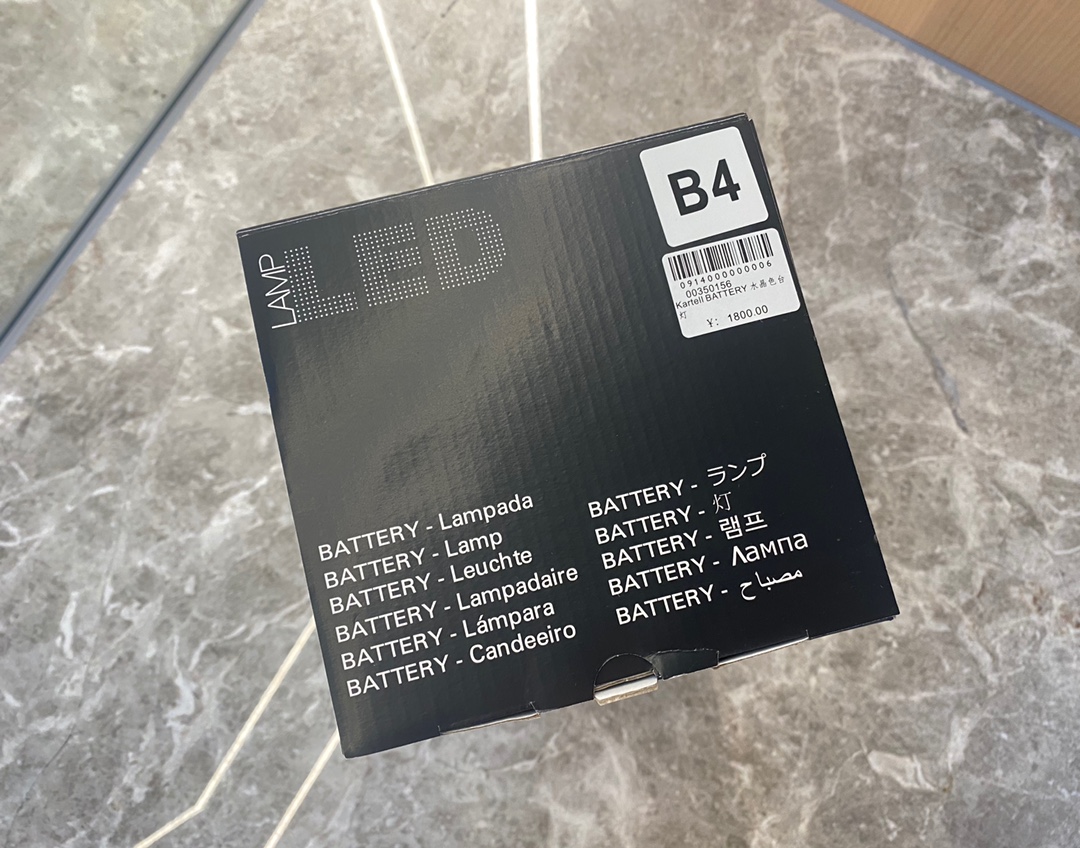 LAMP
LED
B4
0914000000006
00350156
Kartell BATTERY 水晶色台
灯
¥: 1800.00
BATTERY - Lampada
BATTERY - Lamp
BATTERY - Leuchte
BATTERY - Lampadaire
BATTERY - Lámpara
BATTERY - Candeeiro
BATTERY - ランプ
BATTERY - 灯
BATTERY - 램프
BATTERY - Лампа
BATTERY - مصباح